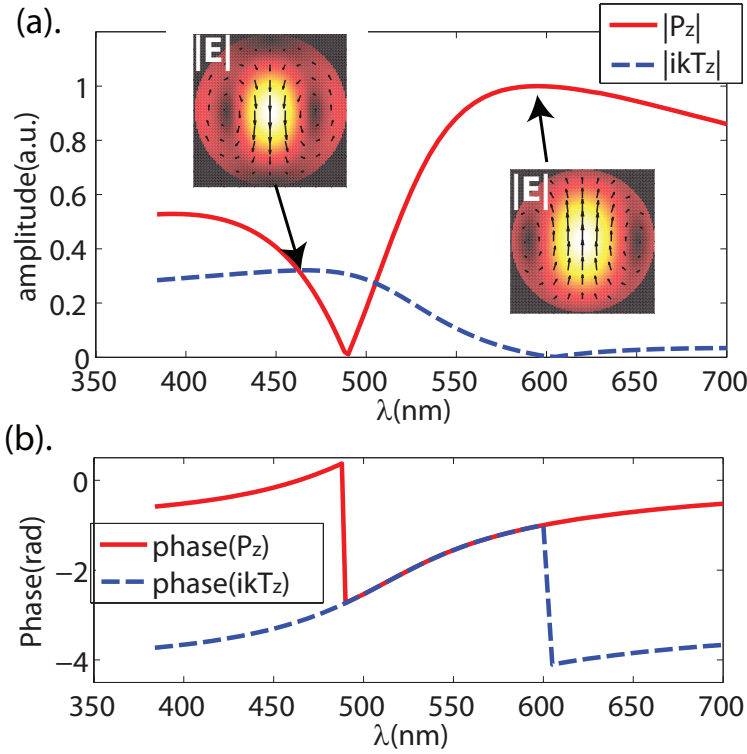 (a).
|Pz|
|ikTz|
|E|
|E|
amplitude(a.u.)
1
0.8
0.6
0.4
0.2
0
350 400 450 500 550 600 650 700
λ(nm)
(b).
phase(Pz)
phase(ikTz)
Phase(rad)
0
−2
−4
350 400 450 500 550 600 650 700
λ(nm)